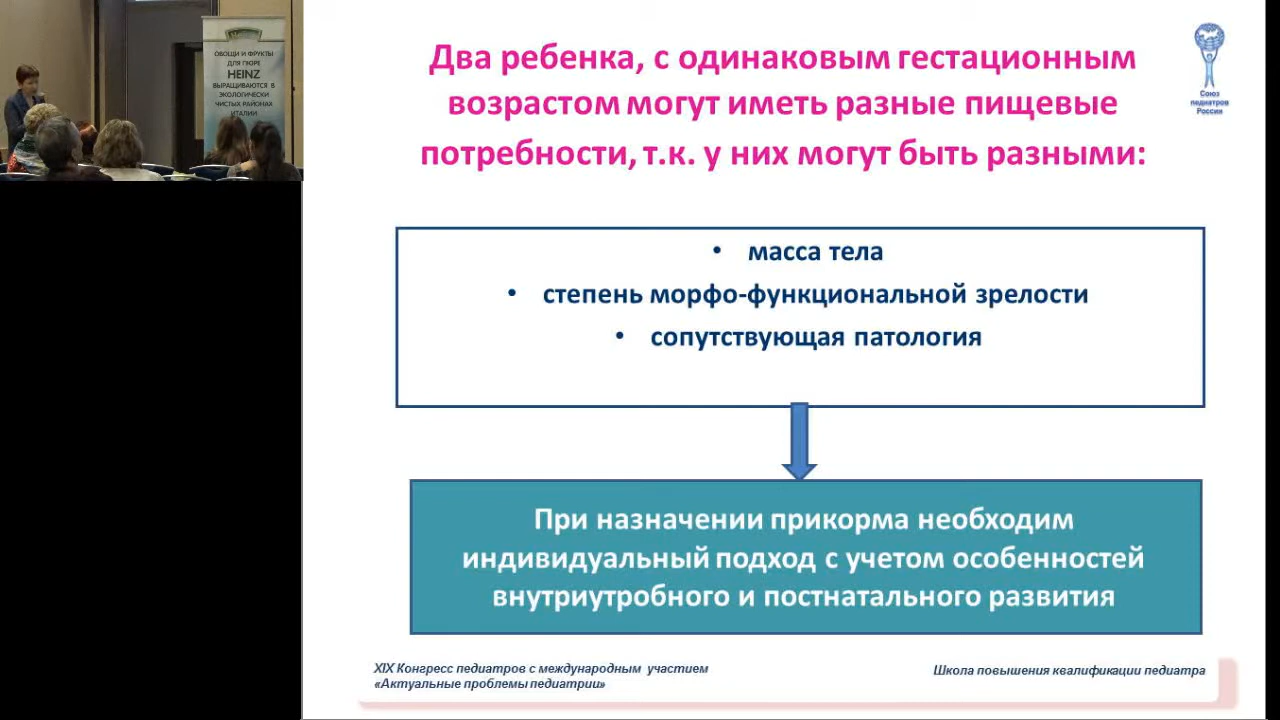 ОВОЩИ И ФРУКТЫ
ДЛЯ ПЮРЕ
HEINZ
ВЫРАЩИВАЮТСЯ В
ЭКОЛОГИЧЕСКИ
ЧИСТЫХ РАЙОНАХ
ИТАЛИИ
Два ребенка, с одинаковым гестационным
возрастом могут иметь разные пищевые
потребности, т.к. у них могут быть разными:
Союз
педиатров
России
• масса тела
• степень морфо-функциональной зрелости
• сопутствующая патология
При назначении прикорма необходим
индивидуальный подход с учетом особенностей
внутриутробного и постнатального развития
XIX Конгресс педиатров с международным участием
«Актуальные проблемы педиатрии»
Школа повышения квалификации педиатра